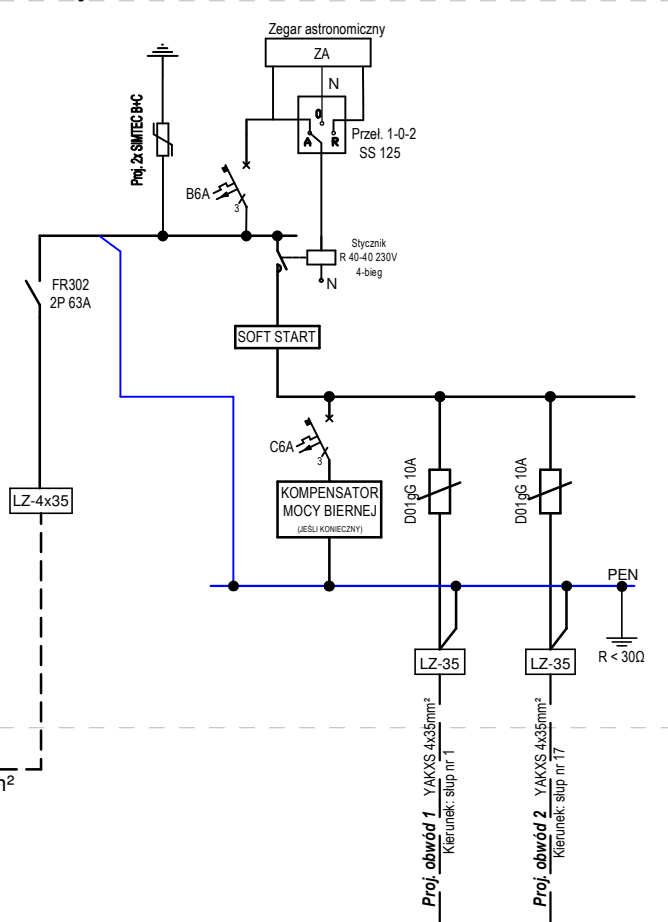 Zegar astronomiczny
ZA
N
0
A
R
Przeł. 1-0-2
SS 125
Proj. 2x SIMTEC B+C
B6A
3
Stycznik
R 40-40 230V
4-bieg
N
FR302
2P 63A
SOFT START
C6A
3
KOMPENSATOR
MOCY BIERNEJ
(JEŚLI KONIECZNY)
D01gG 10A
D01gG 10A
LZ-4x35
PEN
R < 30Ω
LZ-35
LZ-35
Proj. obwód 1 YAKXS 4x35mm²
Kierunek: słup nr 1
Proj. obwód 2 YAKXS 4x35mm²
Kierunek: słup nr 17